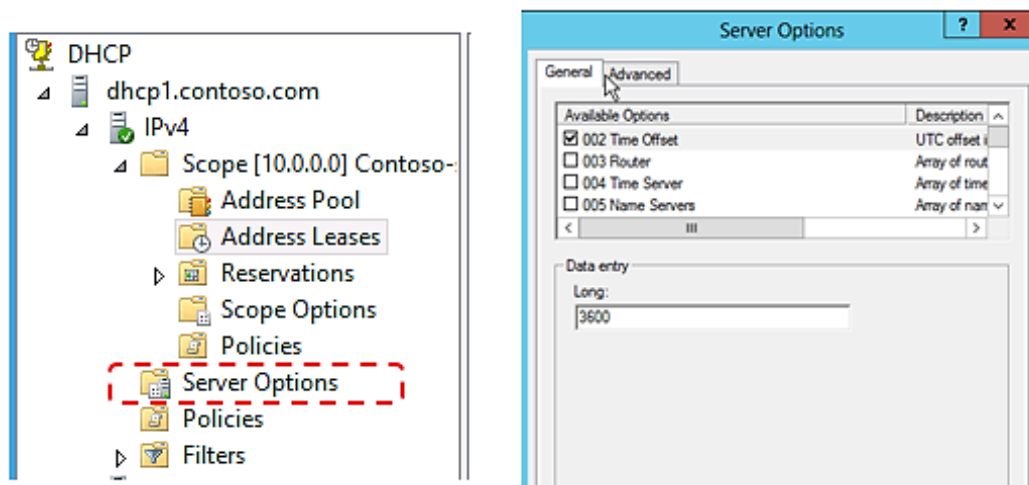 DHCP
dhcp1.contoso.com
IPv4
Scope [10.0.0.0] Contoso-
Address Pool
Address Leases
Reservations
Scope Options
Policies
Server Options
Policies
Filters
Server Options
? x
General Advanced
Available Options Description
002 Time Offset UTC offset i
003 Router Array of rout
004 Time Server Array of time
005 Name Servers Array of nam
Data entry
Long:
3600